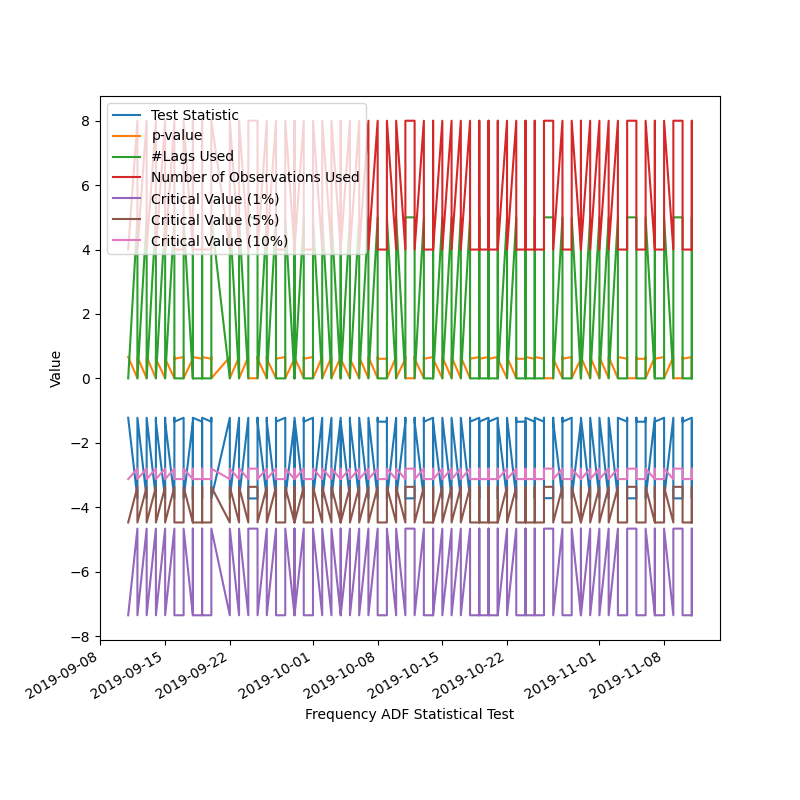 Test Statistic
p-value
#Lags Used
Number of Observations Used
Critical Value (1%)
Critical Value (5%)
Critical Value (10%)
8
6
4
2
0
−2
−4
−6
−8
Value
2019-09-08
2019-09-15
2019-09-22
2019-10-01
2019-10-08
2019-10-15
2019-10-22
2019-11-01
2019-11-08
Frequency ADF Statistical Test